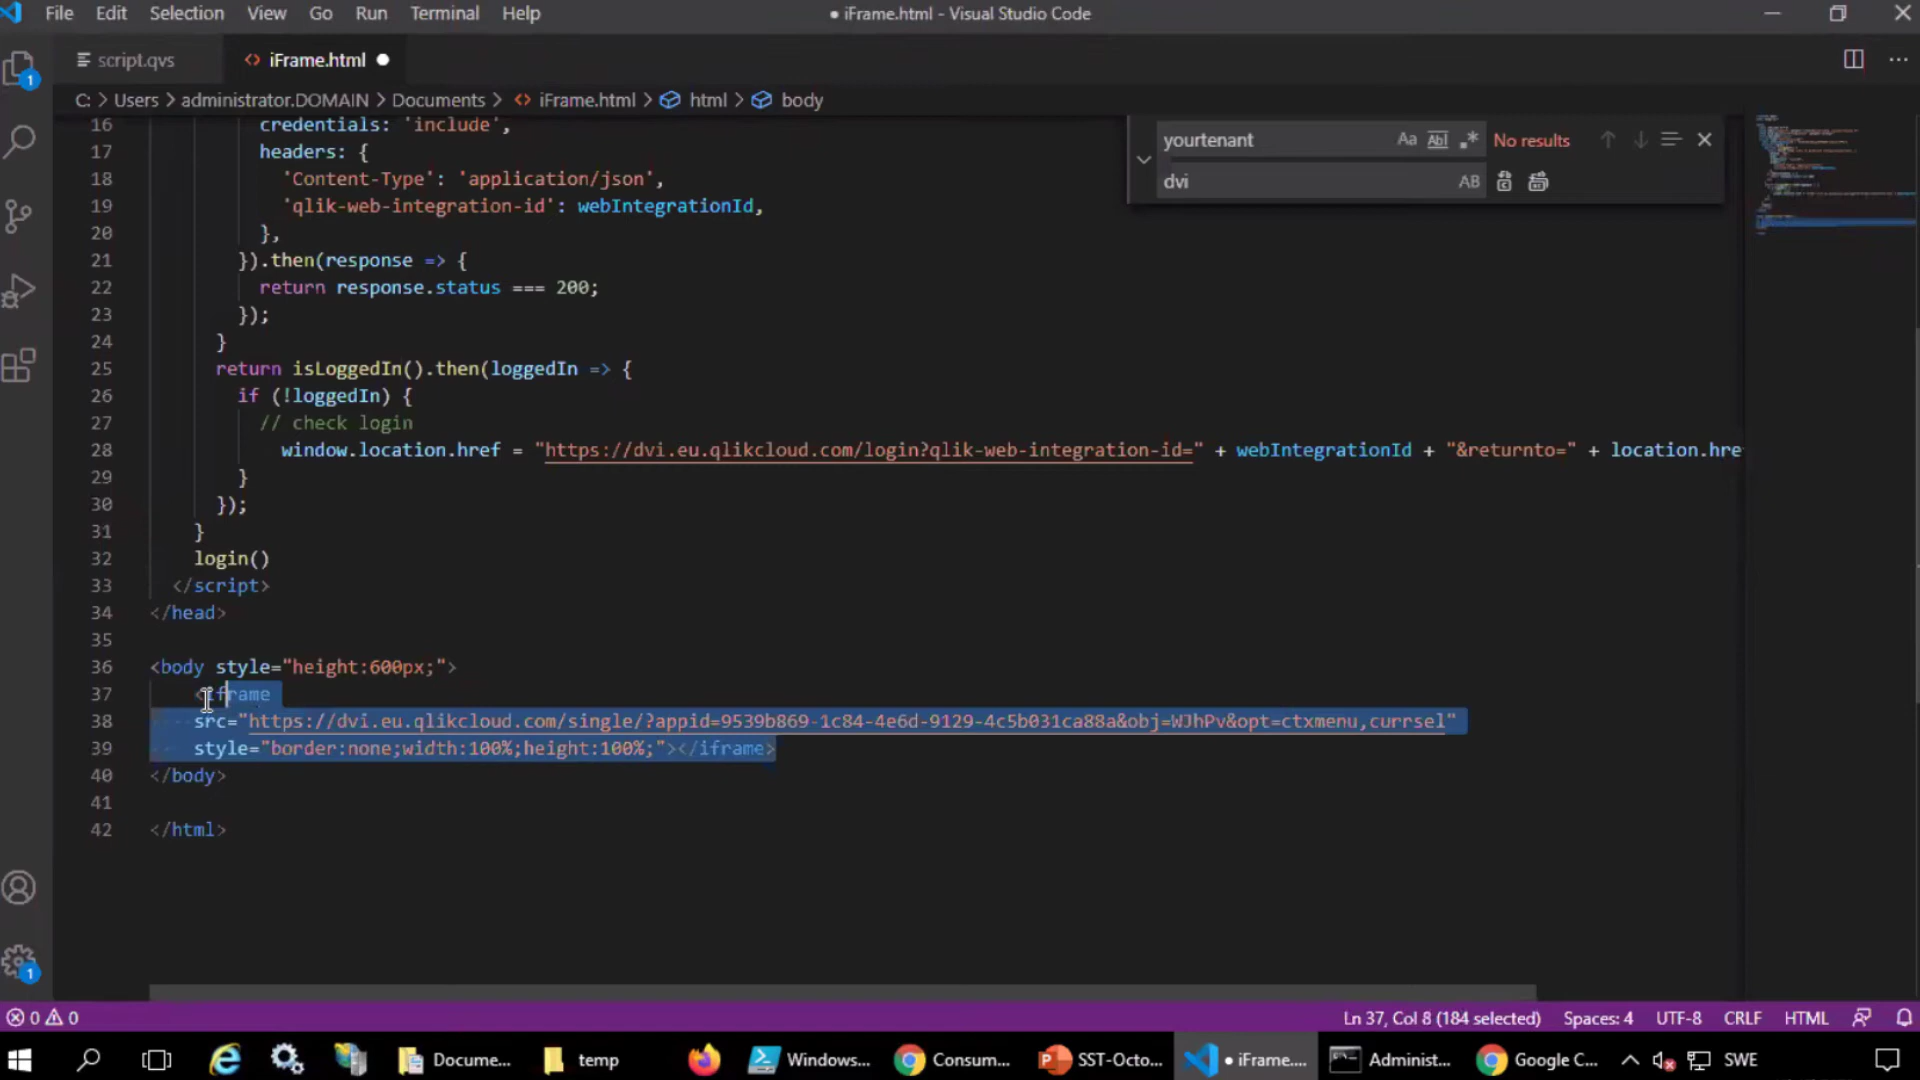 File Edit Selection View Go Run Terminal Help
● iFrame.html - Visual Studio Code
script.qvs
<> iFrame.html ●
C: > Users > administrator.DOMAIN > Documents > <> iFrame.html > html > body
yourtenant Aa Abl .* No results
dvi AB
16 credentials: 'include',
17 headers: {
18 'Content-Type': 'application/json',
19 'qlik-web-integration-id': webIntegrationId,
20 },
21 }).then(response => {
22 return response.status === 200;
23 });
24 }
25 return isLoggedIn().then(loggedIn => {
26 if (!loggedIn) {
27 // check login
28 window.location.href = "https://dvi.eu.qlikcloud.com/login?qlik-web-integration-id=" + webIntegrationId + "&returnto=" + location.hre
29 }
30 });
31 }
32 login()
33 </script>
34 </head>
35
36 <body style="height:600px;">
37 <iframe
38 src="https://dvi.eu.qlikcloud.com/single/?appid=9539b869-1c84-4e6d-9129-4c5b031ca88a&obj=WJhPv&opt=ctxmenu,currsel"
39 style="border:none;width:100%;height:100%;"></iframe>
40 </body>
41
42 </html>
1
1
0 0
Ln 37, Col 8 (184 selected) Spaces: 4 UTF-8 CRLF HTML
Docume... temp Windows... Consum... SST-Octo... ● iFrame.... Administ... Google C... SWE